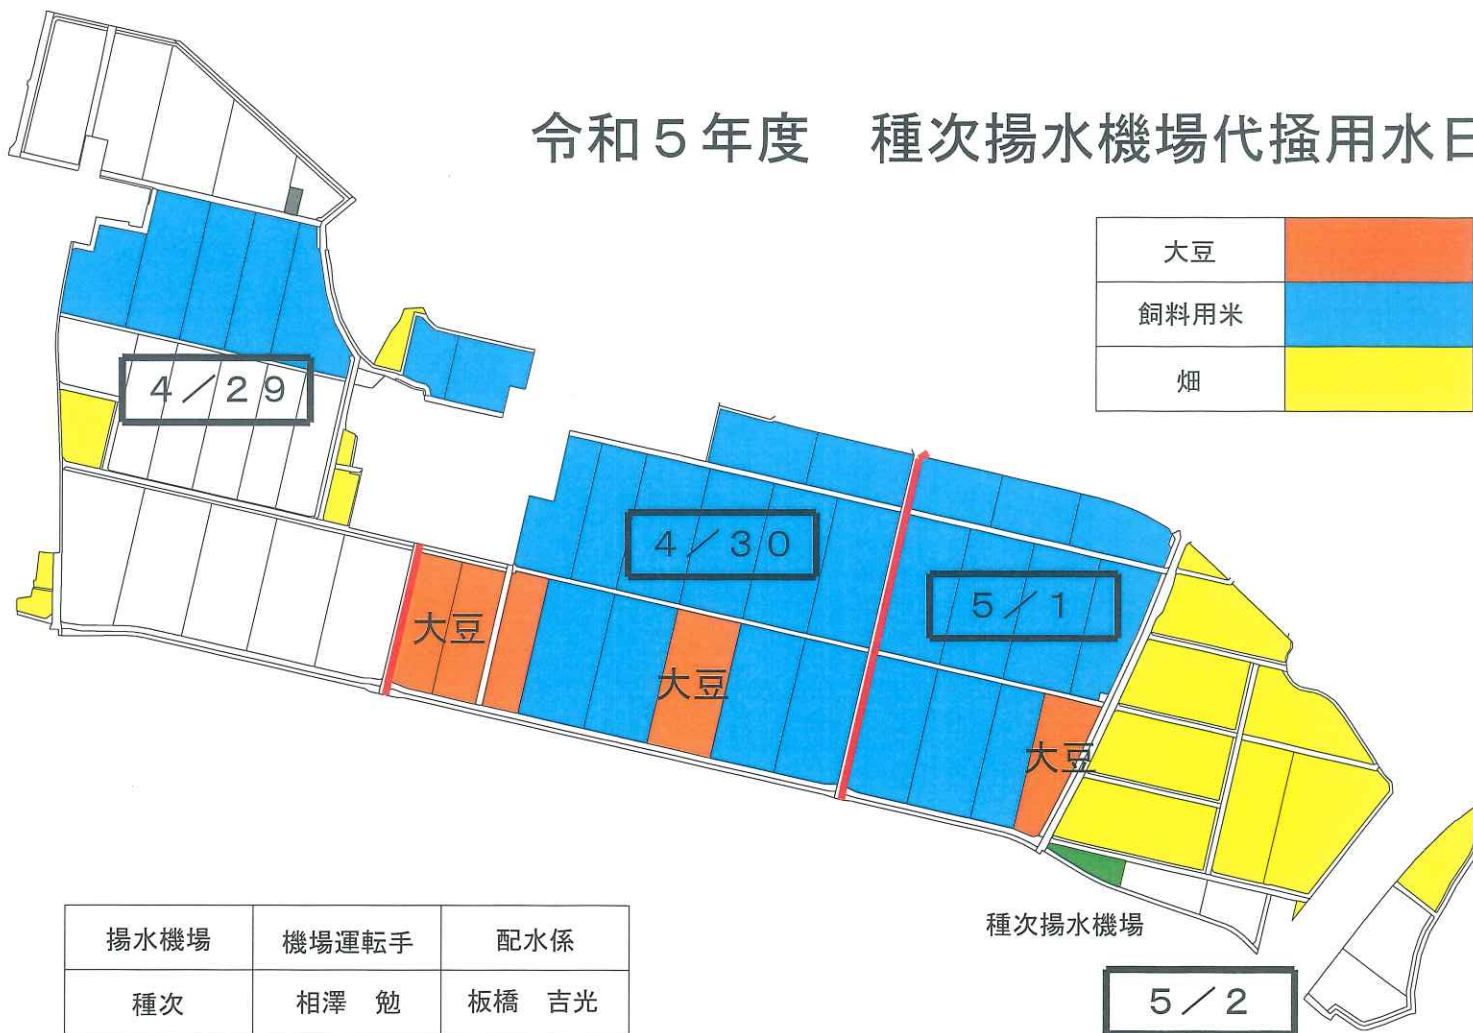 令和５年度　種次揚水機場代掻用水日
大豆
飼料用米
畑
４／２９
４／３０
５／１
大豆
大豆
大豆
種次揚水機場
５／２
揚水機場　機場運転手　配水係
種次　相澤　勉　板橋　吉光